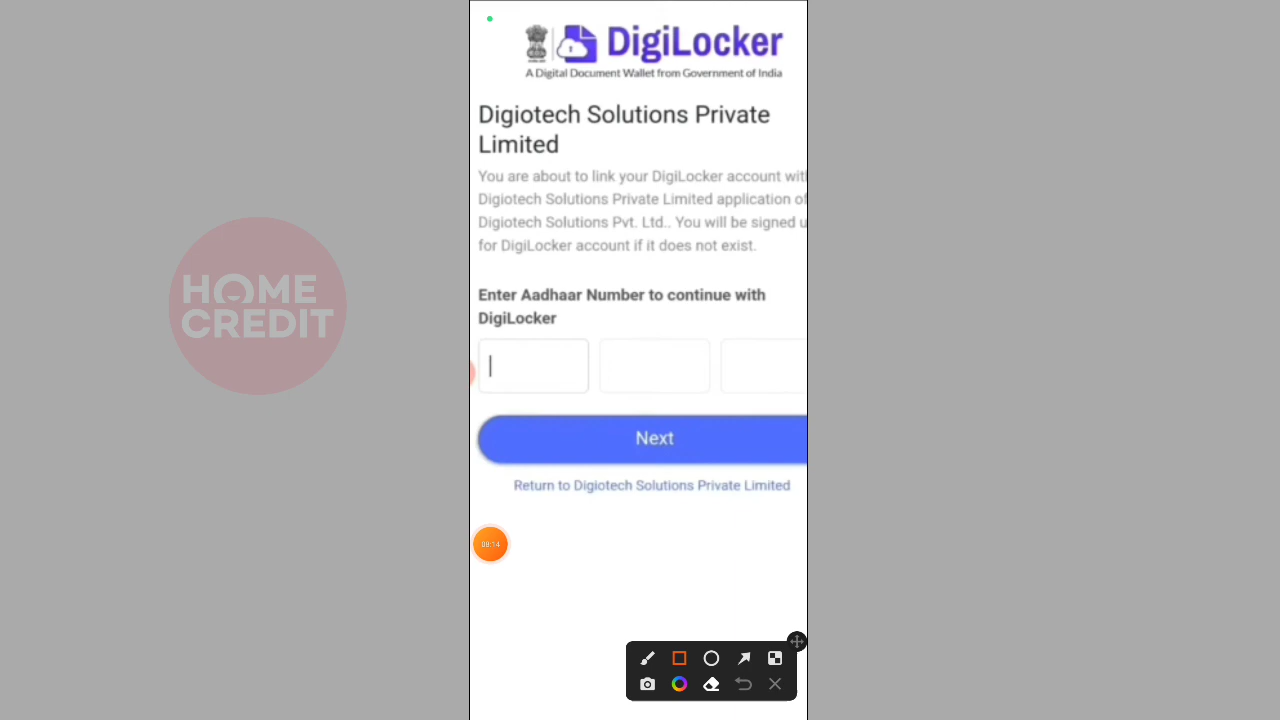 DigiLocker
A Digital Document Wallet from Government of India
Digiotech Solutions Private
Limited
You are about to link your DigiLocker account wit
Digiotech Solutions Private Limited application of
Digiotech Solutions Pvt. Ltd.. You will be signed u
for DigiLocker account if it does not exist.
HOME
CREDIT
Enter Aadhaar Number to continue with
DigiLocker
Next
Return to Digiotech Solutions Private Limited
08:14